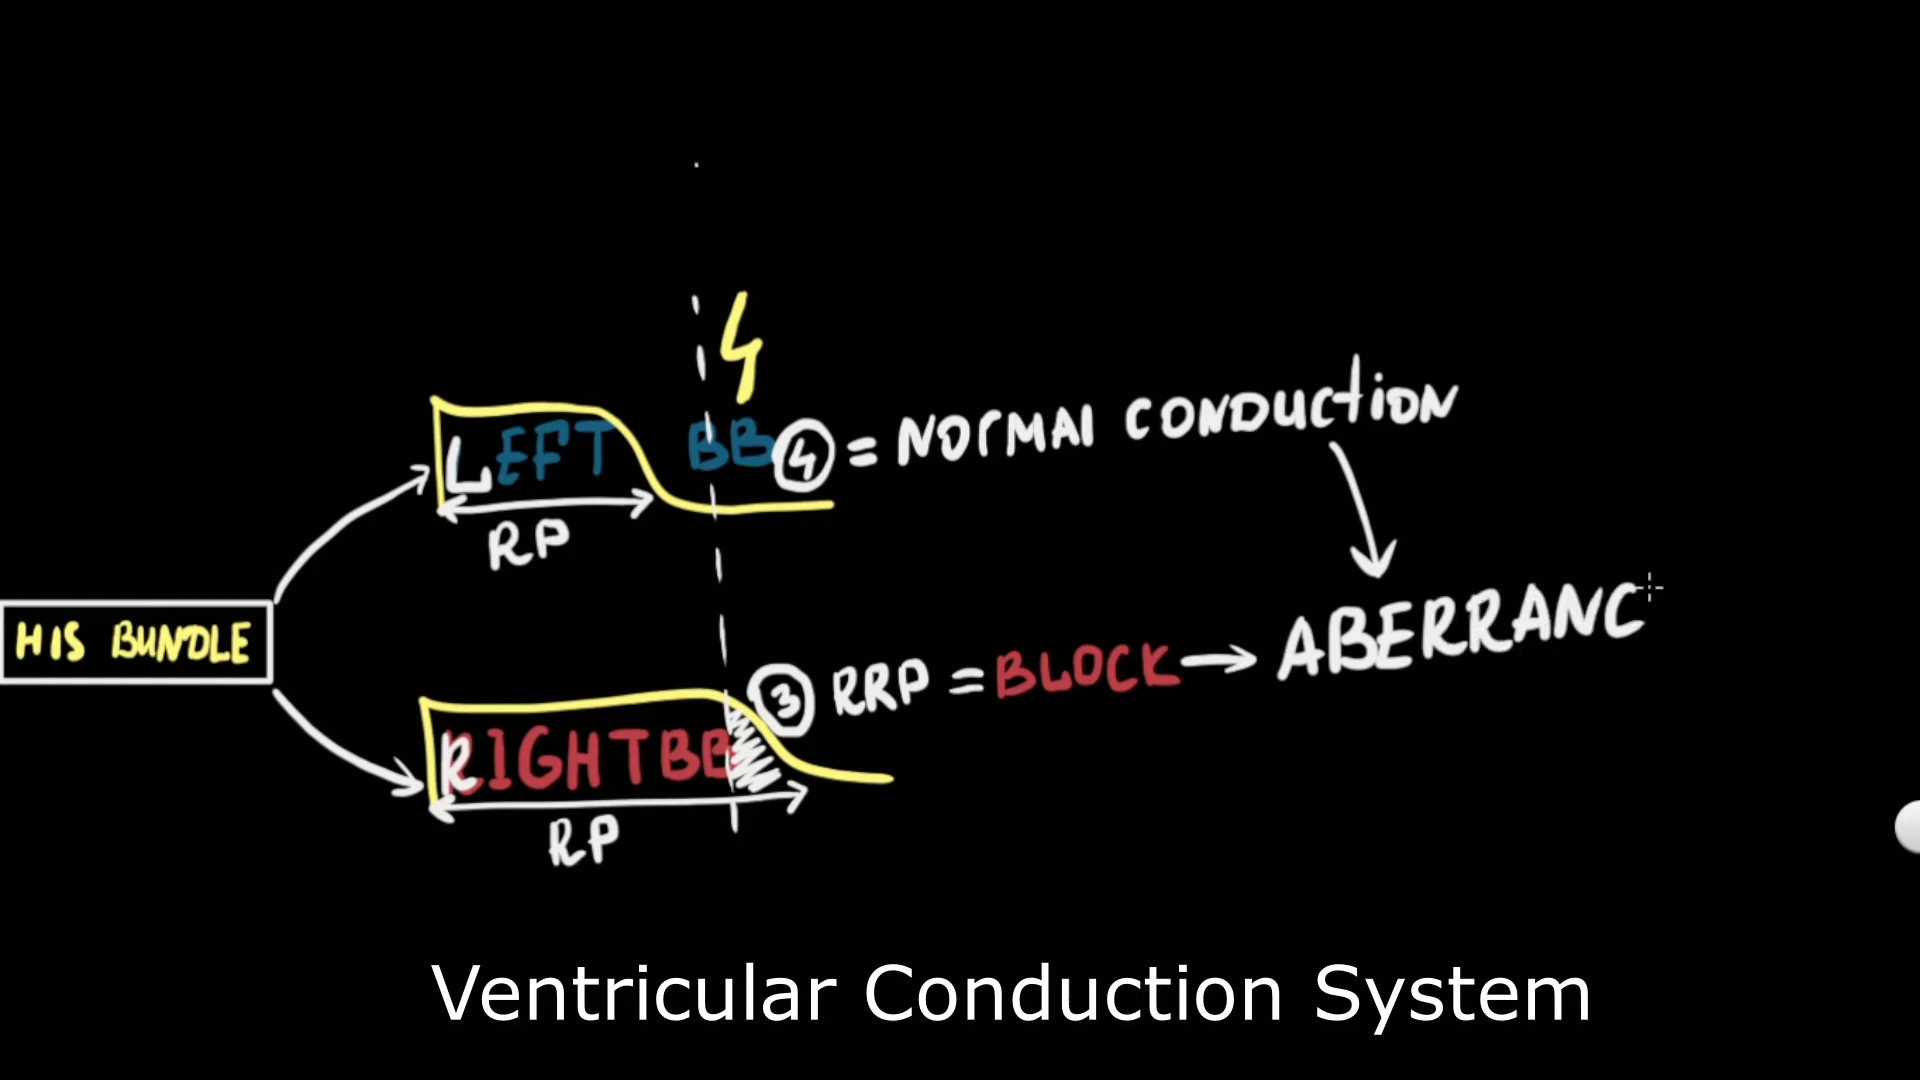 LEFT BB ④ = NORMAL CONDUCTION
RP
HIS BUNDLE
③ RRP = BLOCK → ABERRANC
RIGHT BB
RP
Ventricular Conduction System